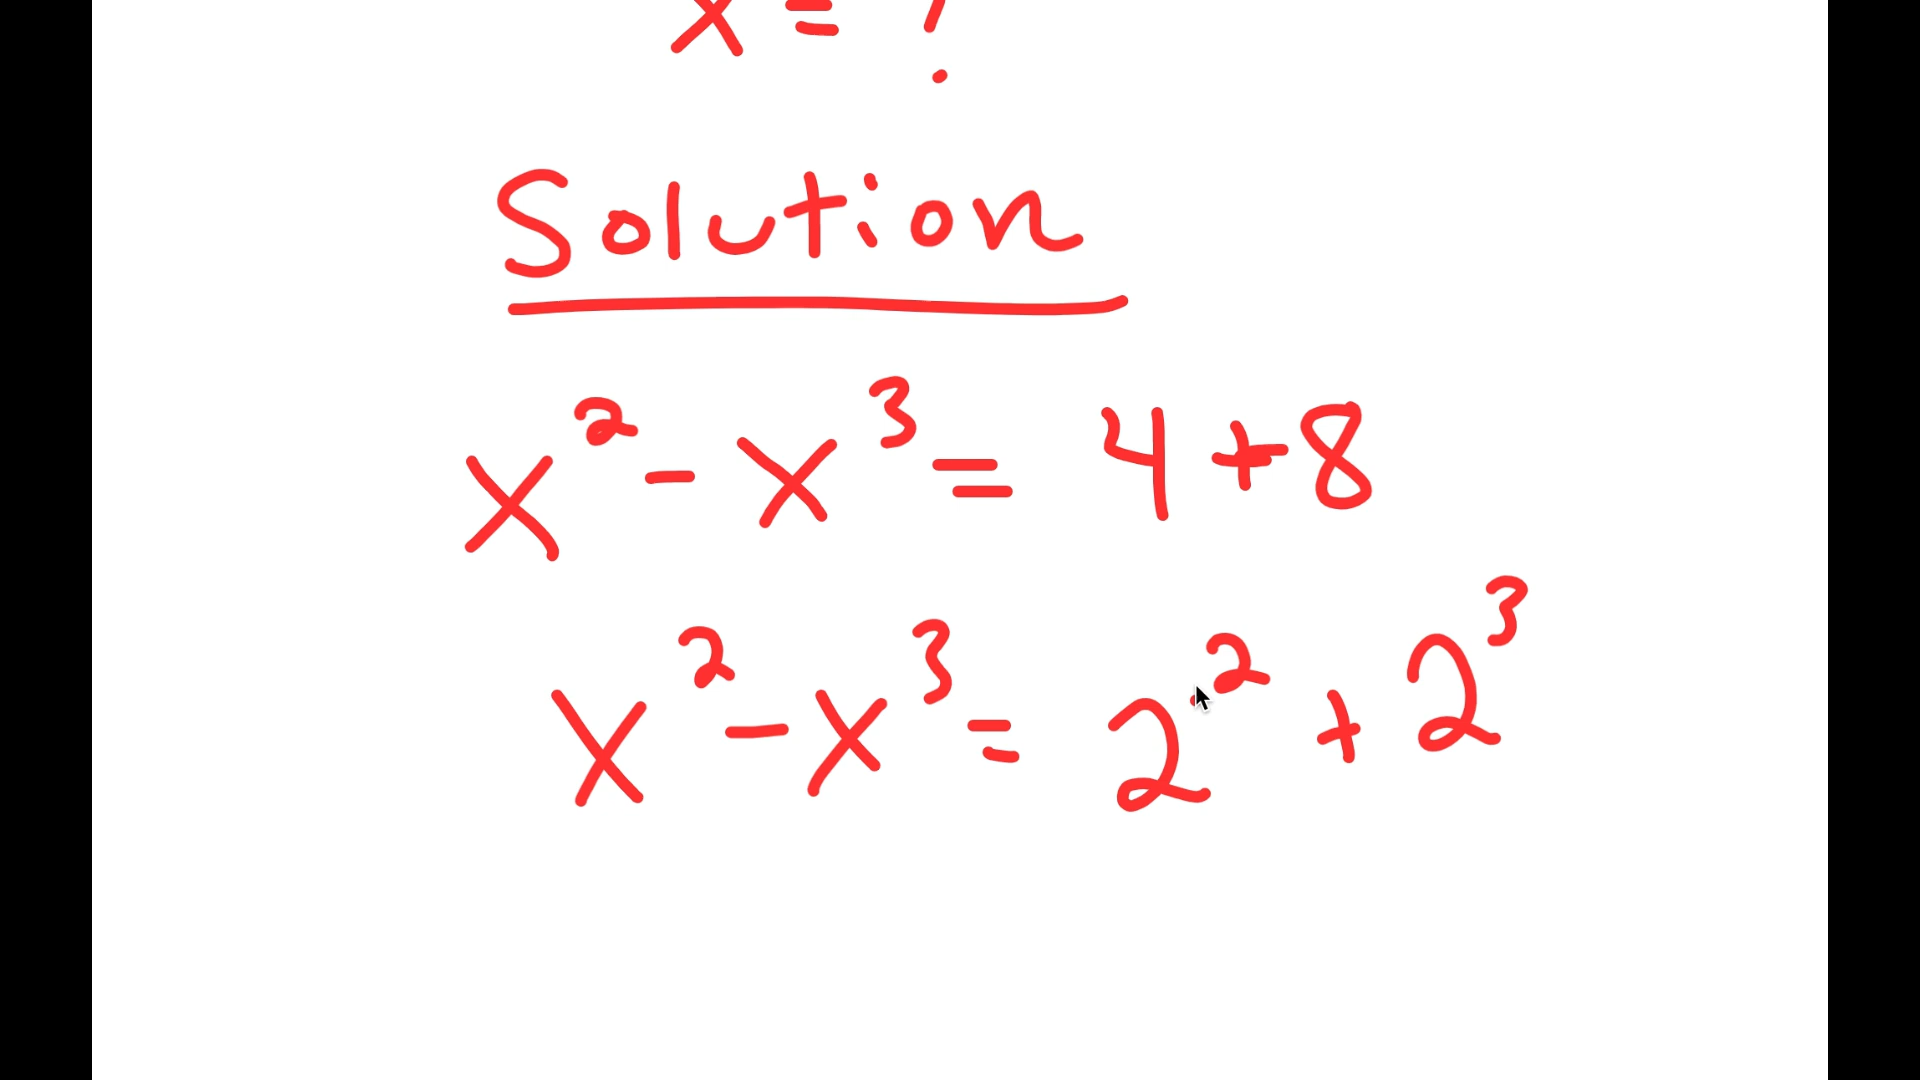 x = ?
Solution
x² - x³ = 4 + 8
x² - x³ = 2² + 2³